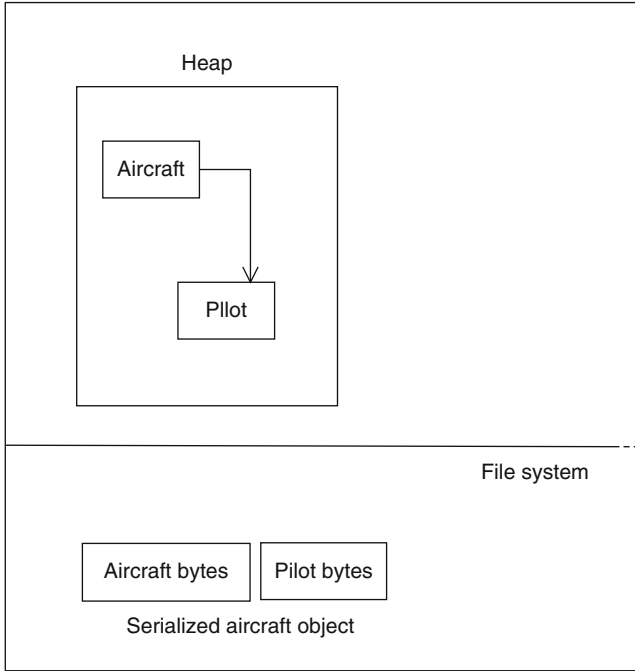 Heap
Aircraft
Pllot
File system
Aircraft bytes
Pilot bytes
Serialized aircraft object